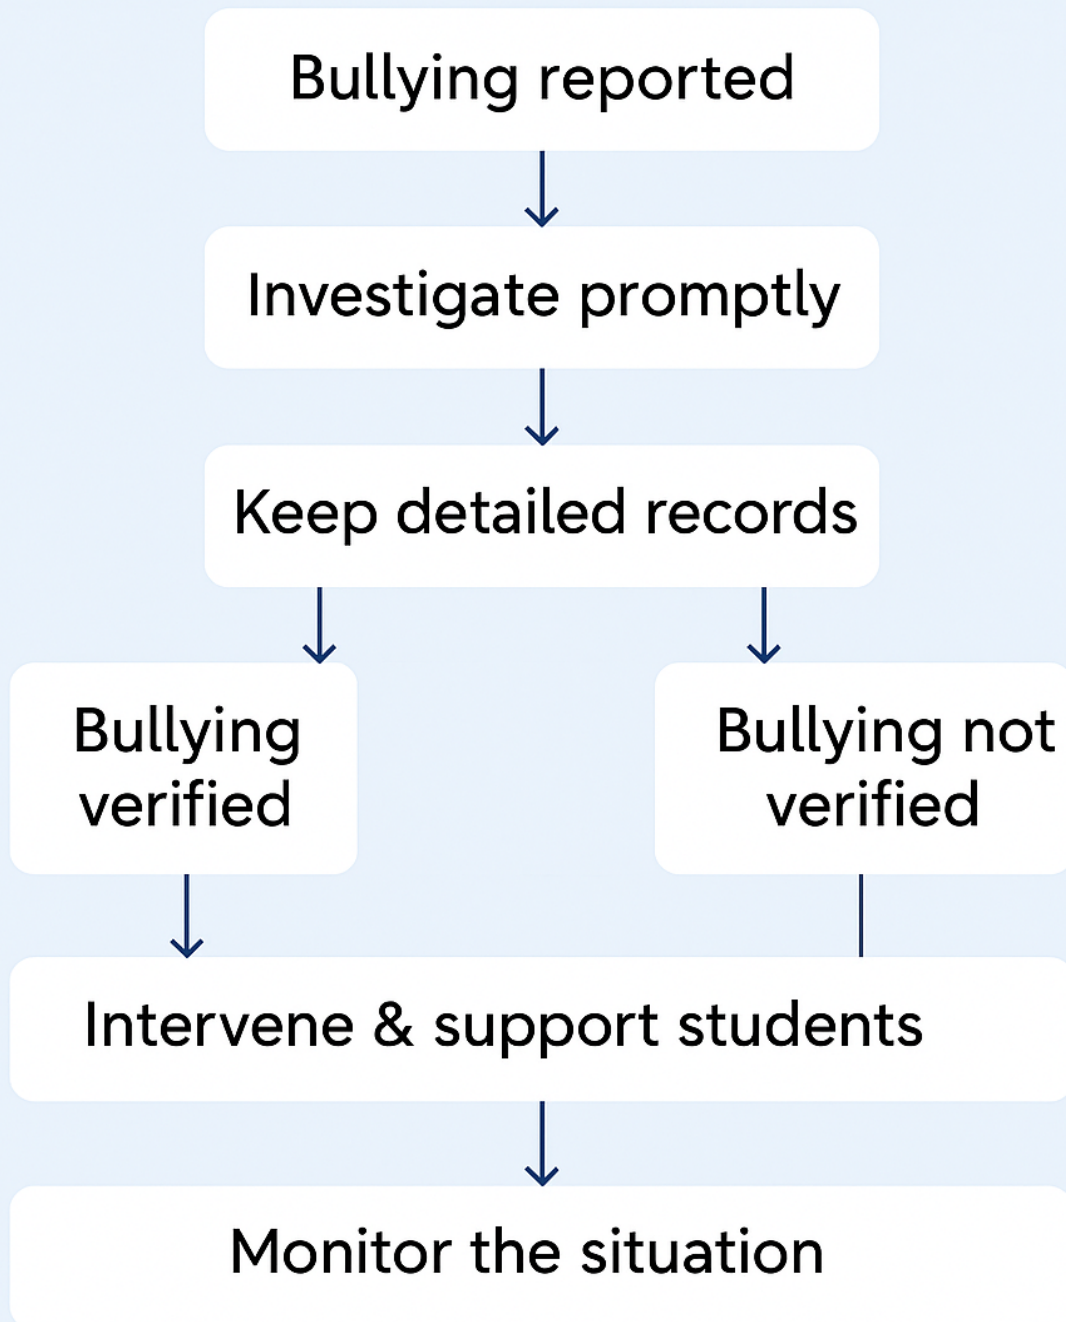 Bullying reported
Investigate promptly
Keep detailed records
Bullying
verified
Bullying not
verified
Intervene & support students
Monitor the situation